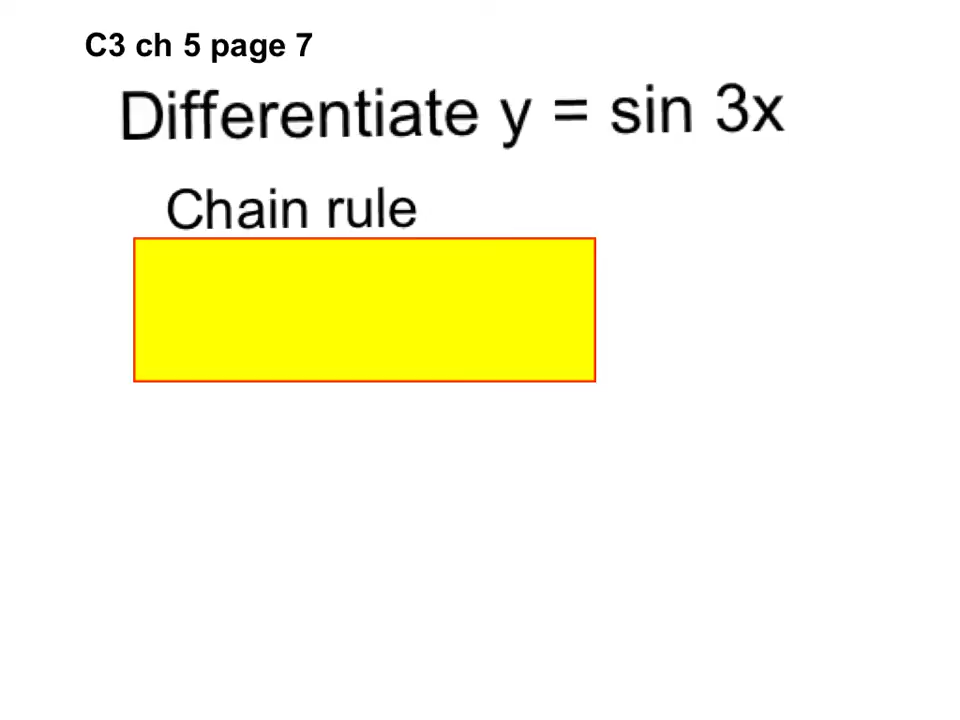 C3 ch 5 page 7
Differentiate y = sin 3x
Chain rule